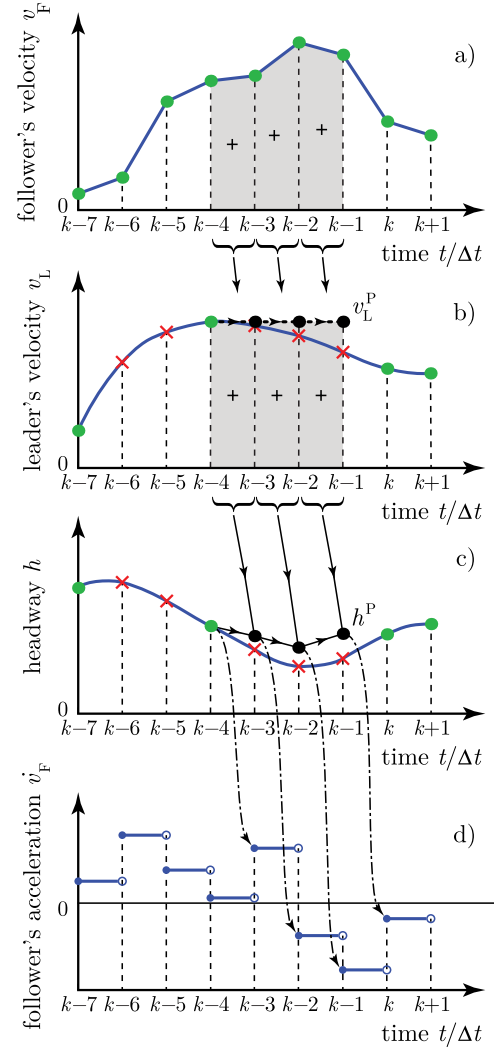 follower's velocity v_F
a)
+ + +
0
k−7 k−6 k−5 k−4 k−3 k−2 k−1 k k+1
time t/Δt
leader's velocity v_L
v_L^P
b)
+ + +
0
k−7 k−6 k−5 k−4 k−3 k−2 k−1 k k+1
time t/Δt
headway h
c)
h^P
0
k−7 k−6 k−5 k−4 k−3 k−2 k−1 k k+1
time t/Δt
follower's acceleration v̇_F
d)
0
k−7 k−6 k−5 k−4 k−3 k−2 k−1 k k+1
time t/Δt